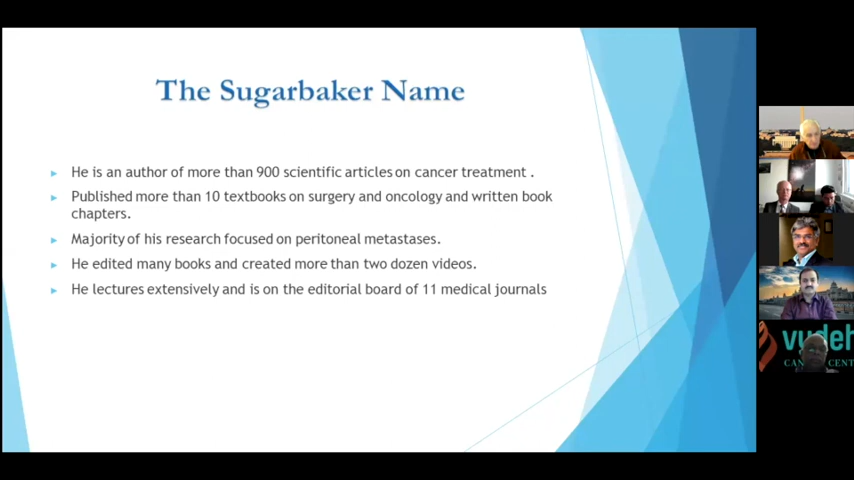 The Sugarbaker Name
He is an author of more than 900 scientific articles on cancer treatment .
Published more than 10 textbooks on surgery and oncology and written book
chapters.
Majority of his research focused on peritoneal metastases.
He edited many books and created more than two dozen videos.
He lectures extensively and is on the editorial board of 11 medical journals
vydeh
CAN
CENT